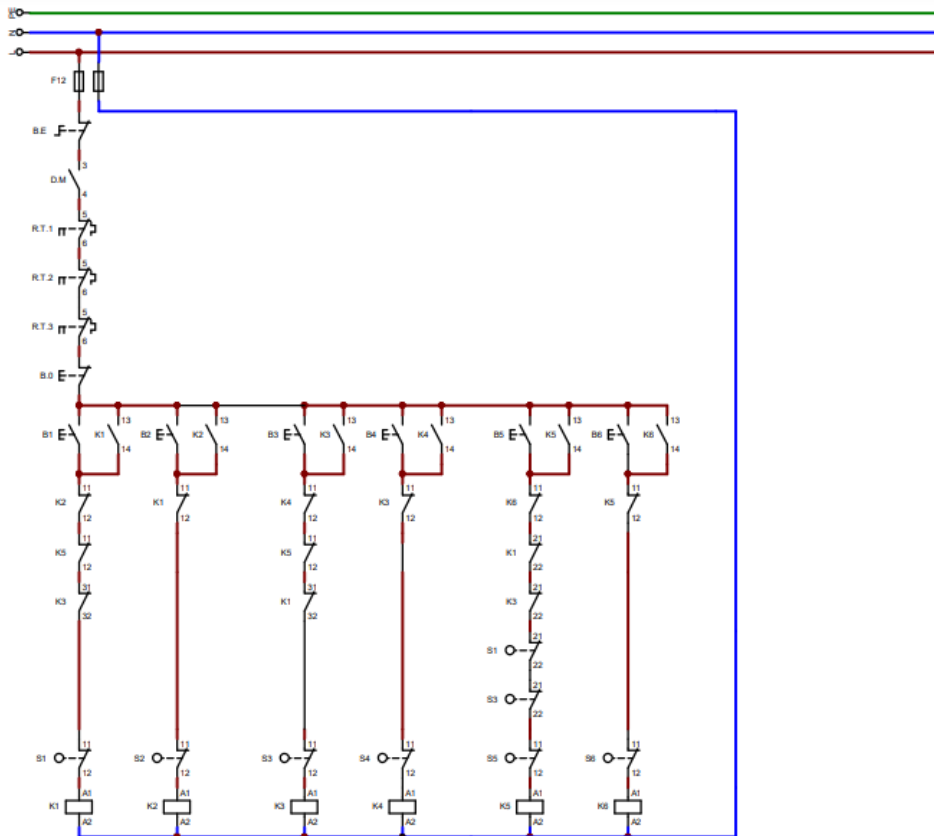 PE
N
L
F12
B.E
3
D.M
4
5
R.T.1
6
5
R.T.2
6
5
R.T.3
6
B.0
13 13 13 13 13 13
B1 K1 B2 K2 B3 K3 B4 K4 B5 K5 B6 K6
14 14 14 14 14 14
11 11 11 11 11 11
K2 K1 K4 K3 K6 K5
12 12 12 12 12 12
11 11 21
K5 K5 K1
12 12 22
31 31 21
K3 K1 K3
32 32 22
21
S1
22
21
S3
22
11 11 11 11 11 11
S1 S2 S3 S4 S5 S6
12 12 12 12 12 12
A1 A1 A1 A1 A1 A1
K1 K2 K3 K4 K5 K6
A2 A2 A2 A2 A2 A2